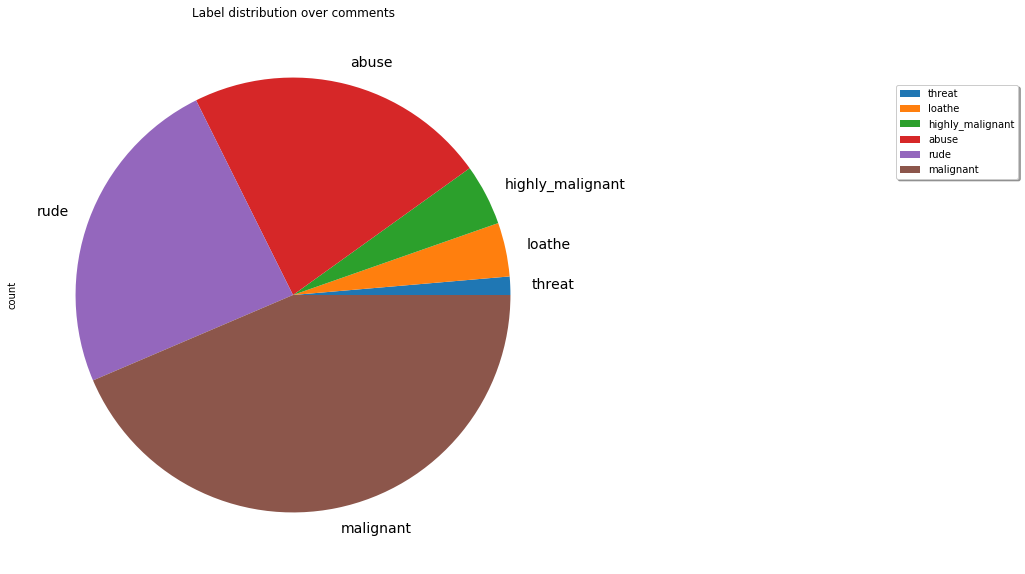 Label distribution over comments
abuse
threat
loathe
highly_malignant
abuse
rude
malignant
highly_malignant
rude
loathe
threat
count
malignant